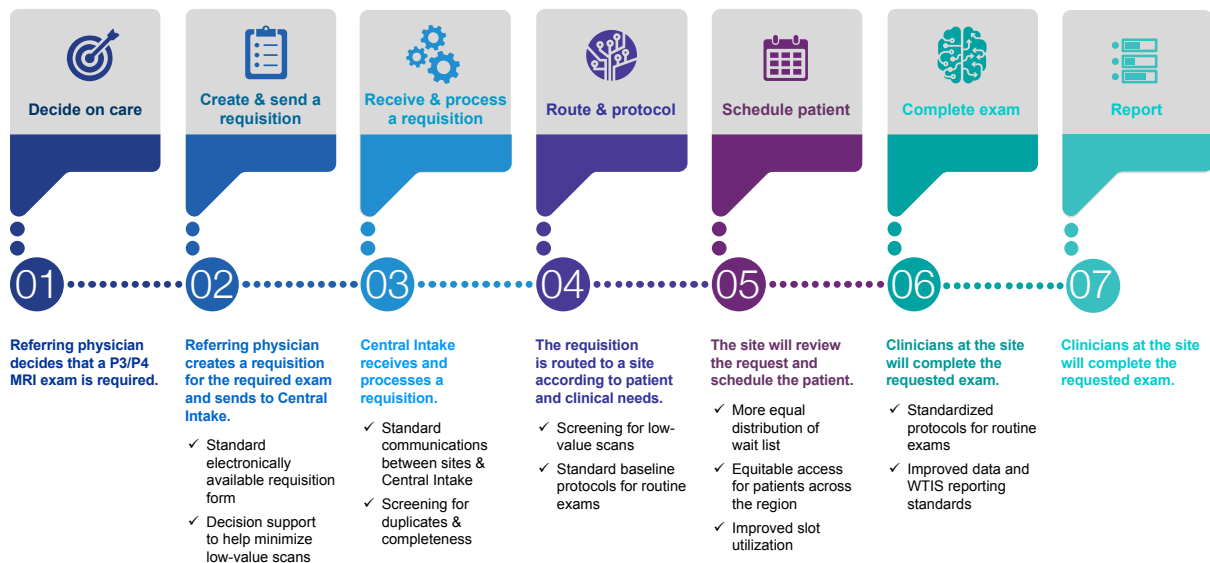 Decide on care
Create & send a
requisition
Receive & process
a requisition
Route & protocol
Schedule patient
Complete exam
Report
01
02
03
04
05
06
07
Referring physician
decides that a P3/P4
MRI exam is required.
Referring physician
creates a requisition
for the required exam
and sends to Central
Intake.
✓ Standard
electronically
available requisition
form
✓ Decision support
to help minimize
low-value scans
Central Intake
receives and
processes a
requisition.
✓ Standard
communications
between sites &
Central Intake
✓ Screening for
duplicates &
completeness
The requisition
is routed to a site
according to patient
and clinical needs.
✓ Screening for low-
value scans
✓ Standard baseline
protocols for routine
exams
The site will review
the request and
schedule the patient.
✓ More equal
distribution of
wait list
✓ Equitable access
for patients across
the region
✓ Improved slot
utilization
Clinicians at the site
will complete the
requested exam.
✓ Standardized
protocols for routine
exams
✓ Improved data and
WTIS reporting
standards
Clinicians at the site
will complete the
requested exam.